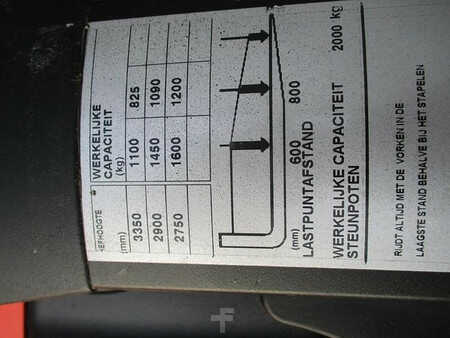 HEFHOOGTE WERKELIJKE
CAPACITEIT
(mm) (kg)
3350 1100 825
2900 1450 1090
2750 1600 1200
(mm) 600 800
LASTPUNTAFSTAND
WERKELIJKE CAPACITEIT
STEUNPOTEN 2000 kg
RIJDT ALTIJD MET DE VORKEN IN DE
LAAGSTE STAND BEHALVE BIJ HET STAPELEN